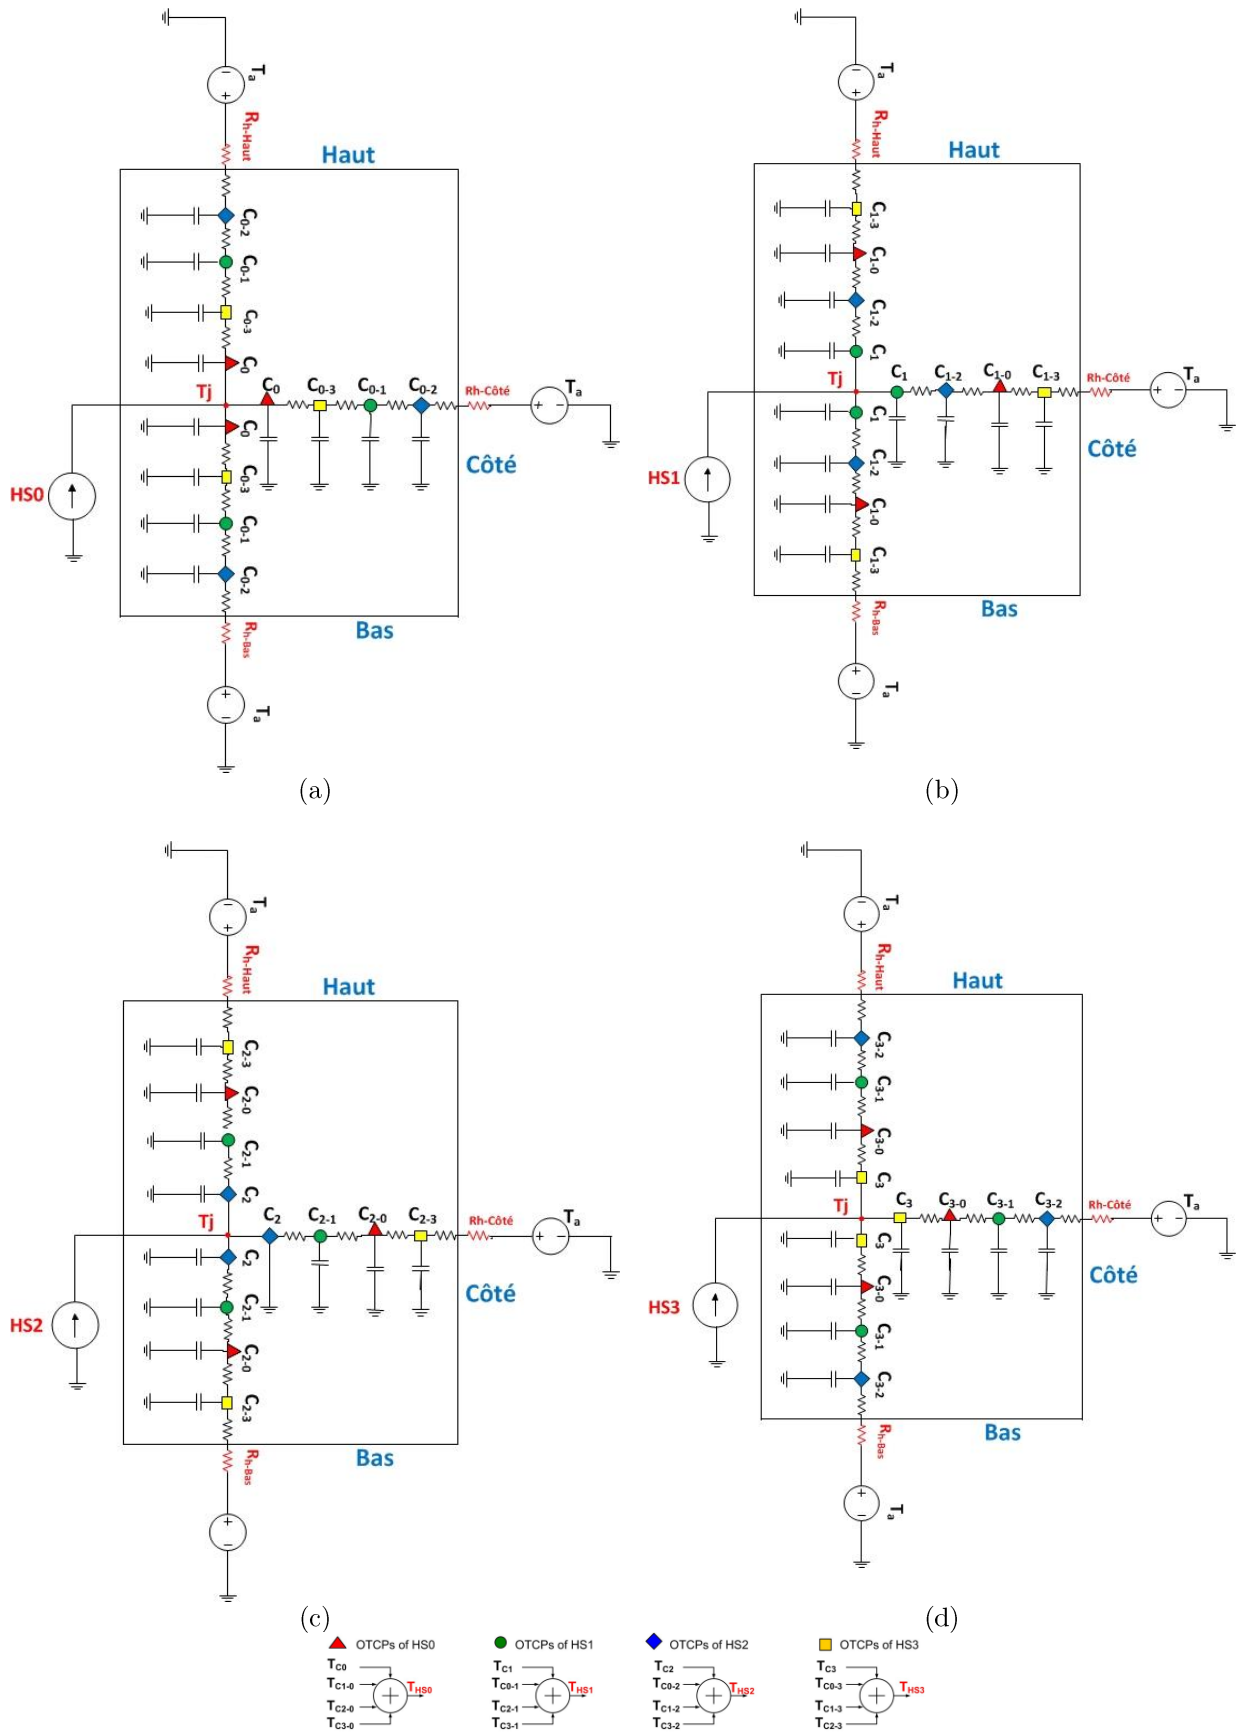 Ta
Rh-Haut
Haut
C0-2
C0-1
C0-3
C0
Tj
C0 C0-3 C0-1 C0-2 Rh-Côté Ta
C0
Côté
C0-3
HS0
C0-1
C0-2
Bas
Rh-Bas
Ta
(a)
Ta
Rh-Haut
Haut
C1-3
C1-0
C1-2
C1
Tj
C1 C1-2 C1-0 C1-3 Rh-Côté Ta
C1
Côté
C1-2
HS1
C1-0
C1-3
Bas
Rh-Bas
Ta
(b)
Ta
Rh-Haut
Haut
C2-3
C2-0
C2-1
C2
Tj
C2 C2-1 C2-0 C2-3 Rh-Côté Ta
C2
Côté
C2-1
HS2
C2-0
C2-3
Bas
Rh-Bas
(c)
Ta
Rh-Haut
Haut
C3-2
C3-1
C3-0
C3
Tj
C3 C3-0 C3-1 C3-2 Rh-Côté Ta
C3
Côté
C3-0
HS3
C3-1
C3-2
Bas
Rh-Bas
Ta
(d)
OTCPs of HS0
TC0
TC1-0
TC2-0
TC3-0
THS0
OTCPs of HS1
TC1
TC0-1
TC2-1
TC3-1
THS1
OTCPs of HS2
TC2
TC0-2
TC1-2
TC3-2
THS2
OTCPs of HS3
TC3
TC0-3
TC1-3
TC2-3
THS3